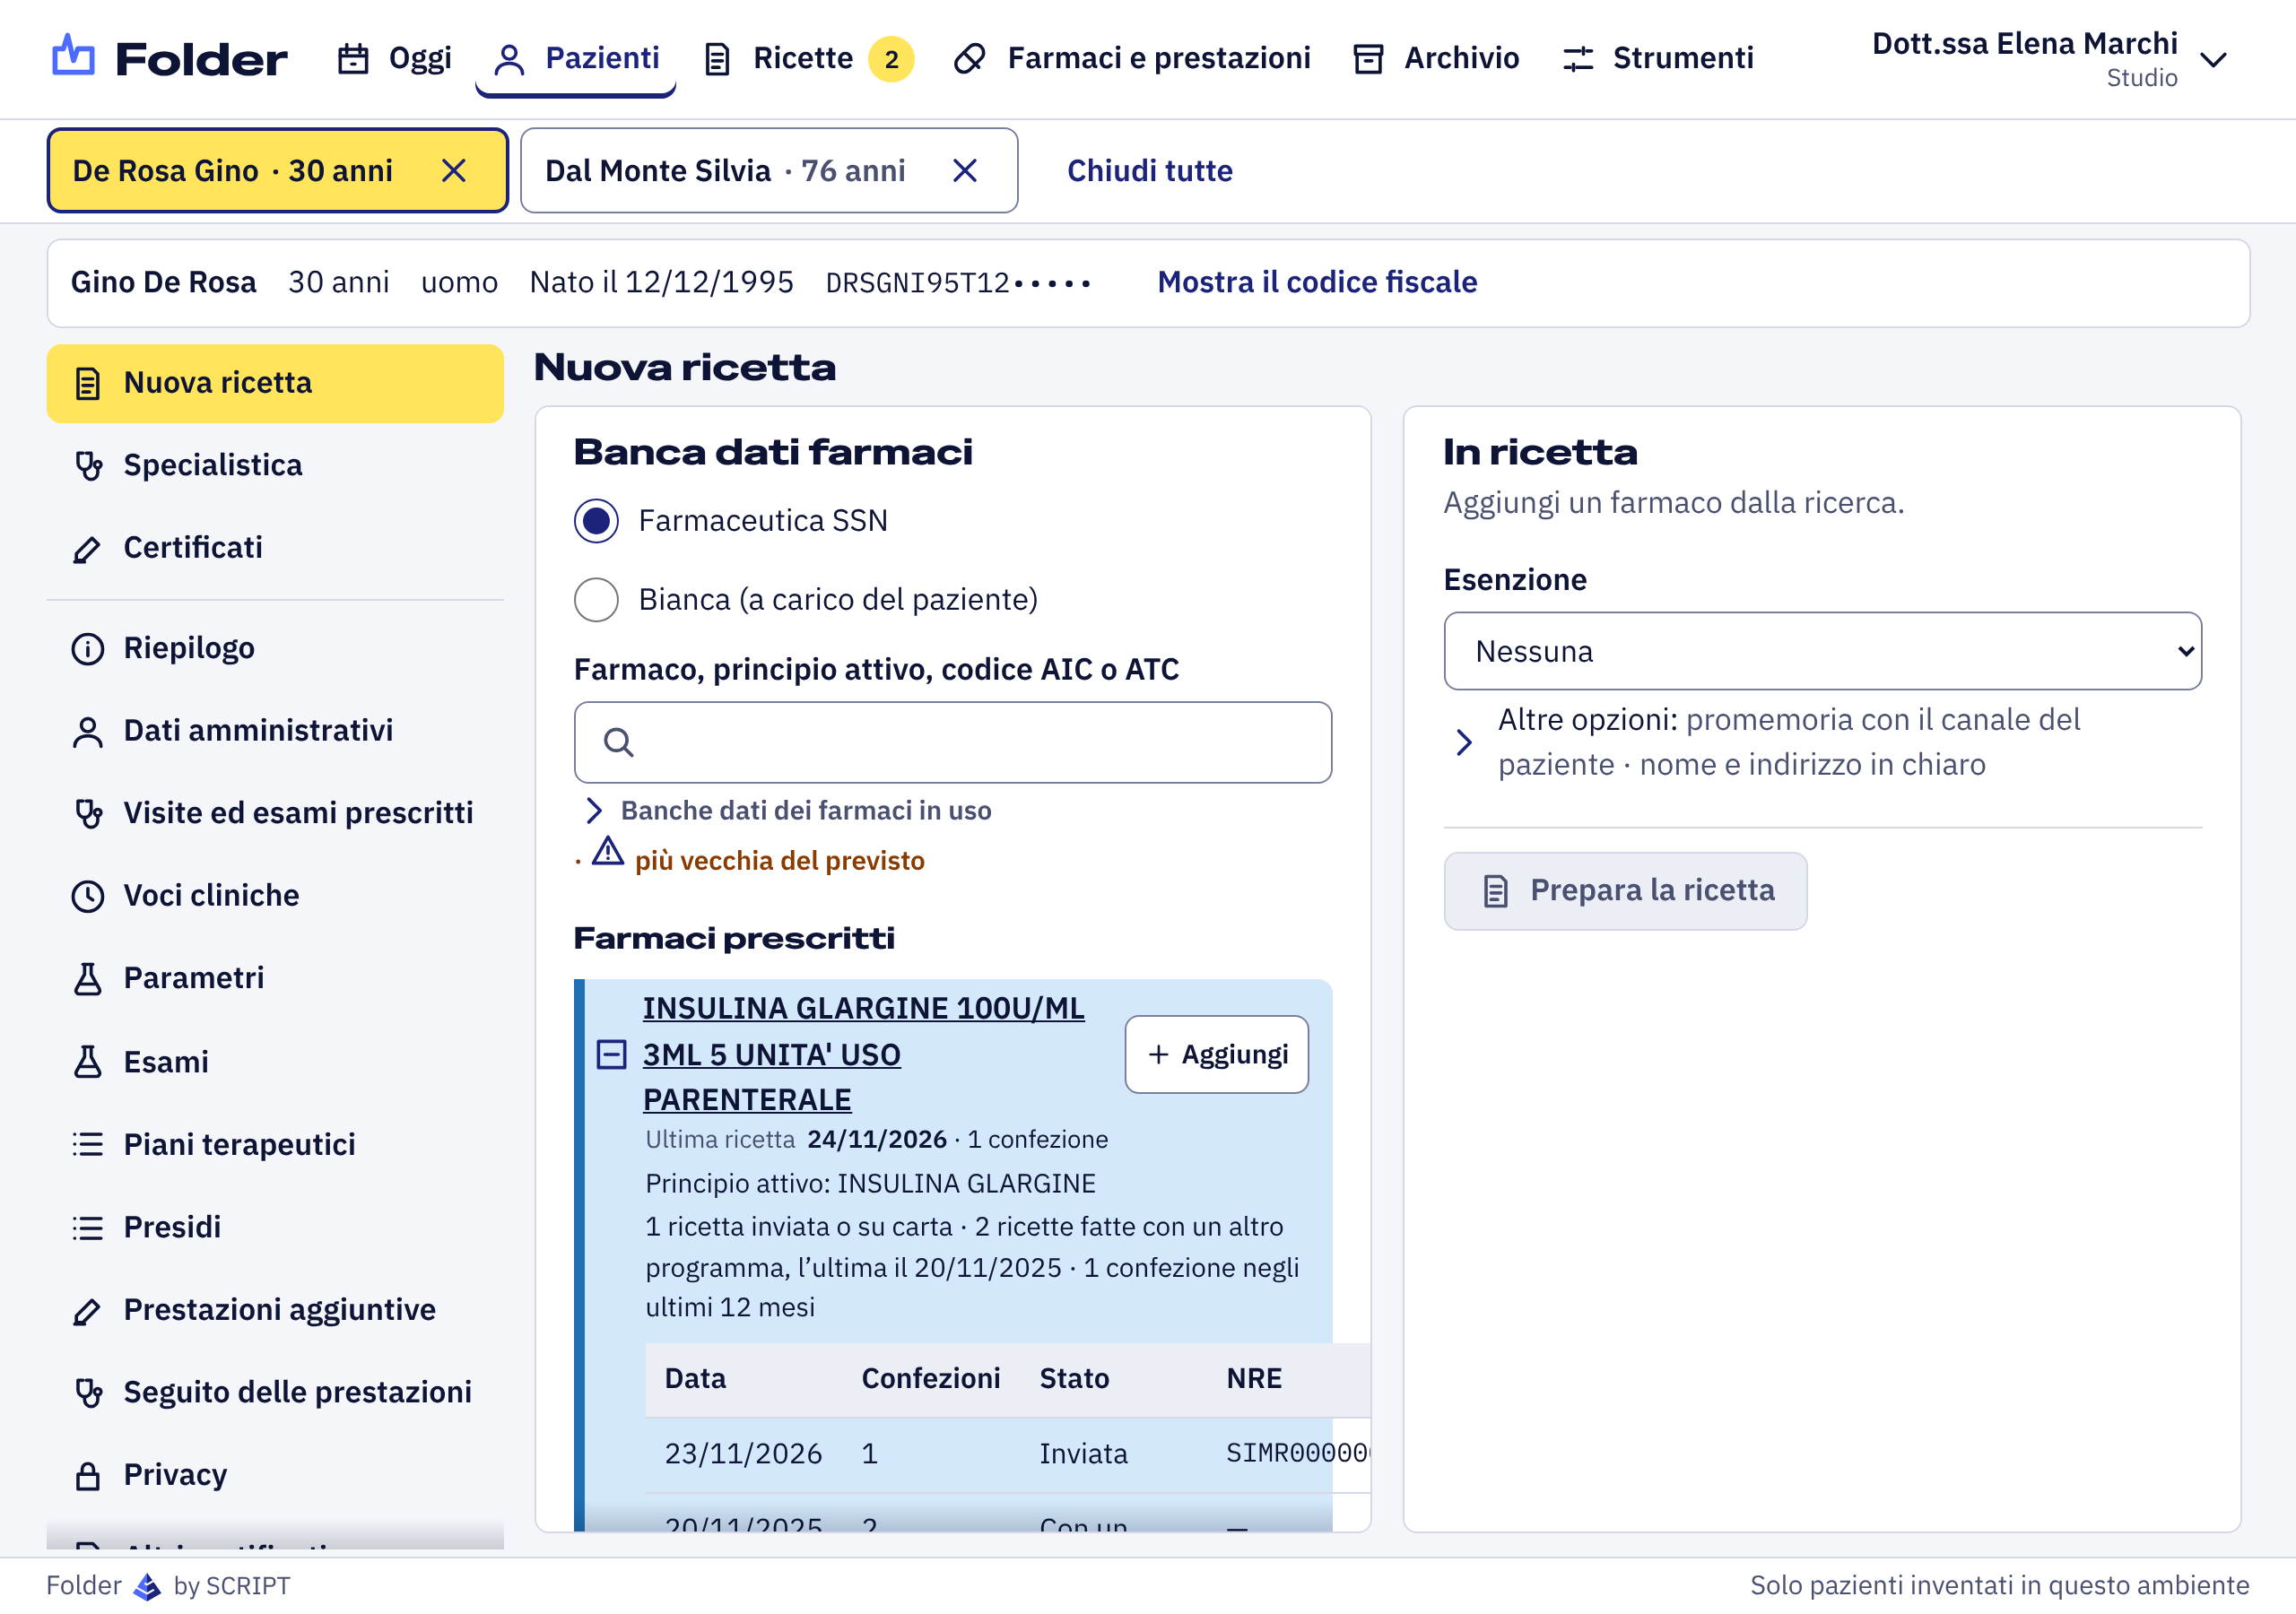 Folder
Oggi
Pazienti
Ricette 2
Farmaci e prestazioni
Archivio
Strumenti
Dott.ssa Elena Marchi
Studio
De Rosa Gino · 30 anni
Dal Monte Silvia · 76 anni
Chiudi tutte
Gino De Rosa 30 anni uomo Nato il 12/12/1995 DRSGNI95T12••••• Mostra il codice fiscale
Nuova ricetta
Specialistica
Certificati
Riepilogo
Dati amministrativi
Visite ed esami prescritti
Voci cliniche
Parametri
Esami
Piani terapeutici
Presidi
Prestazioni aggiuntive
Seguito delle prestazioni
Privacy
Nuova ricetta
Banca dati farmaci
Farmaceutica SSN
Bianca (a carico del paziente)
Farmaco, principio attivo, codice AIC o ATC
Banche dati dei farmaci in uso
· più vecchia del previsto
Farmaci prescritti
INSULINA GLARGINE 100U/ML
3ML 5 UNITA' USO
PARENTERALE
+ Aggiungi
Ultima ricetta 24/11/2026 · 1 confezione
Principio attivo: INSULINA GLARGINE
1 ricetta inviata o su carta · 2 ricette fatte con un altro
programma, l’ultima il 20/11/2025 · 1 confezione negli
ultimi 12 mesi
Data Confezioni Stato NRE
23/11/2026 1 Inviata SIMR00000
20/11/2025 2 Con un —
In ricetta
Aggiungi un farmaco dalla ricerca.
Esenzione
Nessuna
Altre opzioni: promemoria con il canale del
paziente · nome e indirizzo in chiaro
Prepara la ricetta
Folder by SCRIPT
Solo pazienti inventati in questo ambiente